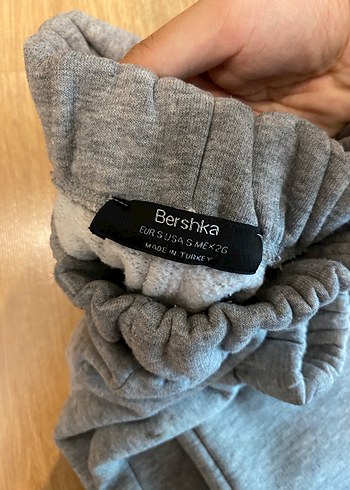 Bershka
EUR S USA S MEX 26
MADE IN TURKEY